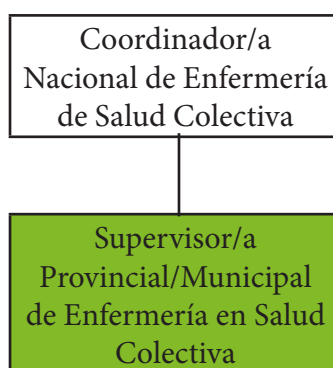 Coordinador/a
Nacional de Enfermería
de Salud Colectiva
Supervisor/a
Provincial/Municipal
de Enfermería en Salud
Colectiva